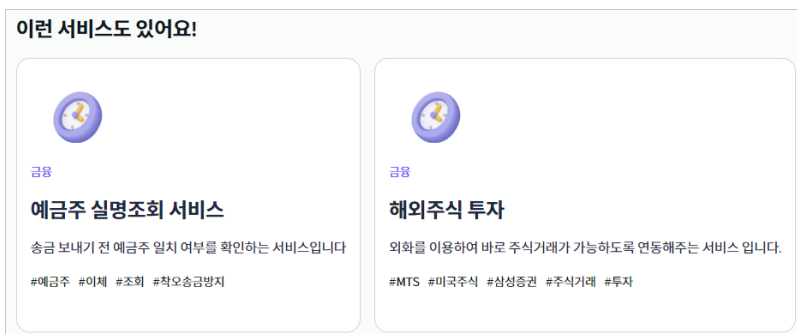 이런 서비스도 있어요!
금융
예금주 실명조회 서비스
송금 보내기 전 예금주 일치 여부를 확인하는 서비스입니다
#예금주 #이체 #조회 #착오송금방지
금융
해외주식 투자
외화를 이용하여 바로 주식거래가 가능하도록 연동해주는 서비스 입니다.
#MTS #미국주식 #삼성증권 #주식거래 #투자